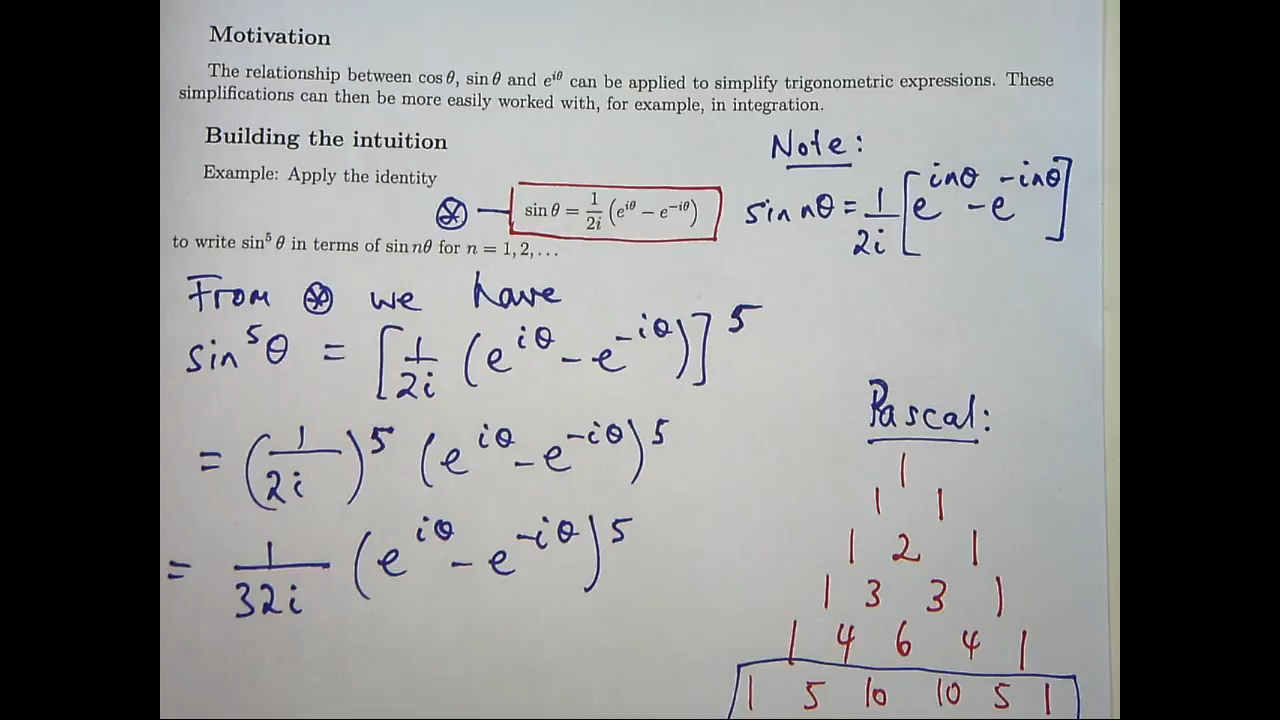 Motivation
The relationship between cos θ, sin θ and e^{iθ} can be applied to simplify trigonometric expressions. These
simplifications can then be more easily worked with, for example, in integration.
Building the intuition
Note:
Example: Apply the identity
⊛ — sin θ = 1/2i (e^{iθ} − e^{−iθ})
sin nθ = 1/2i [e^{inθ} − e^{−inθ}]
to write sin⁵ θ in terms of sin nθ for n = 1, 2, . . .
From ⊛ we have
sin⁵θ = [1/2i (e^{iθ} − e^{−iθ})]⁵
= (1/2i)⁵ (e^{iθ} − e^{−iθ})⁵
= 1/32i (e^{iθ} − e^{−iθ})⁵
Pascal:
1
1 1
1 2 1
1 3 3 1
1 4 6 4 1
1 5 10 10 5 1